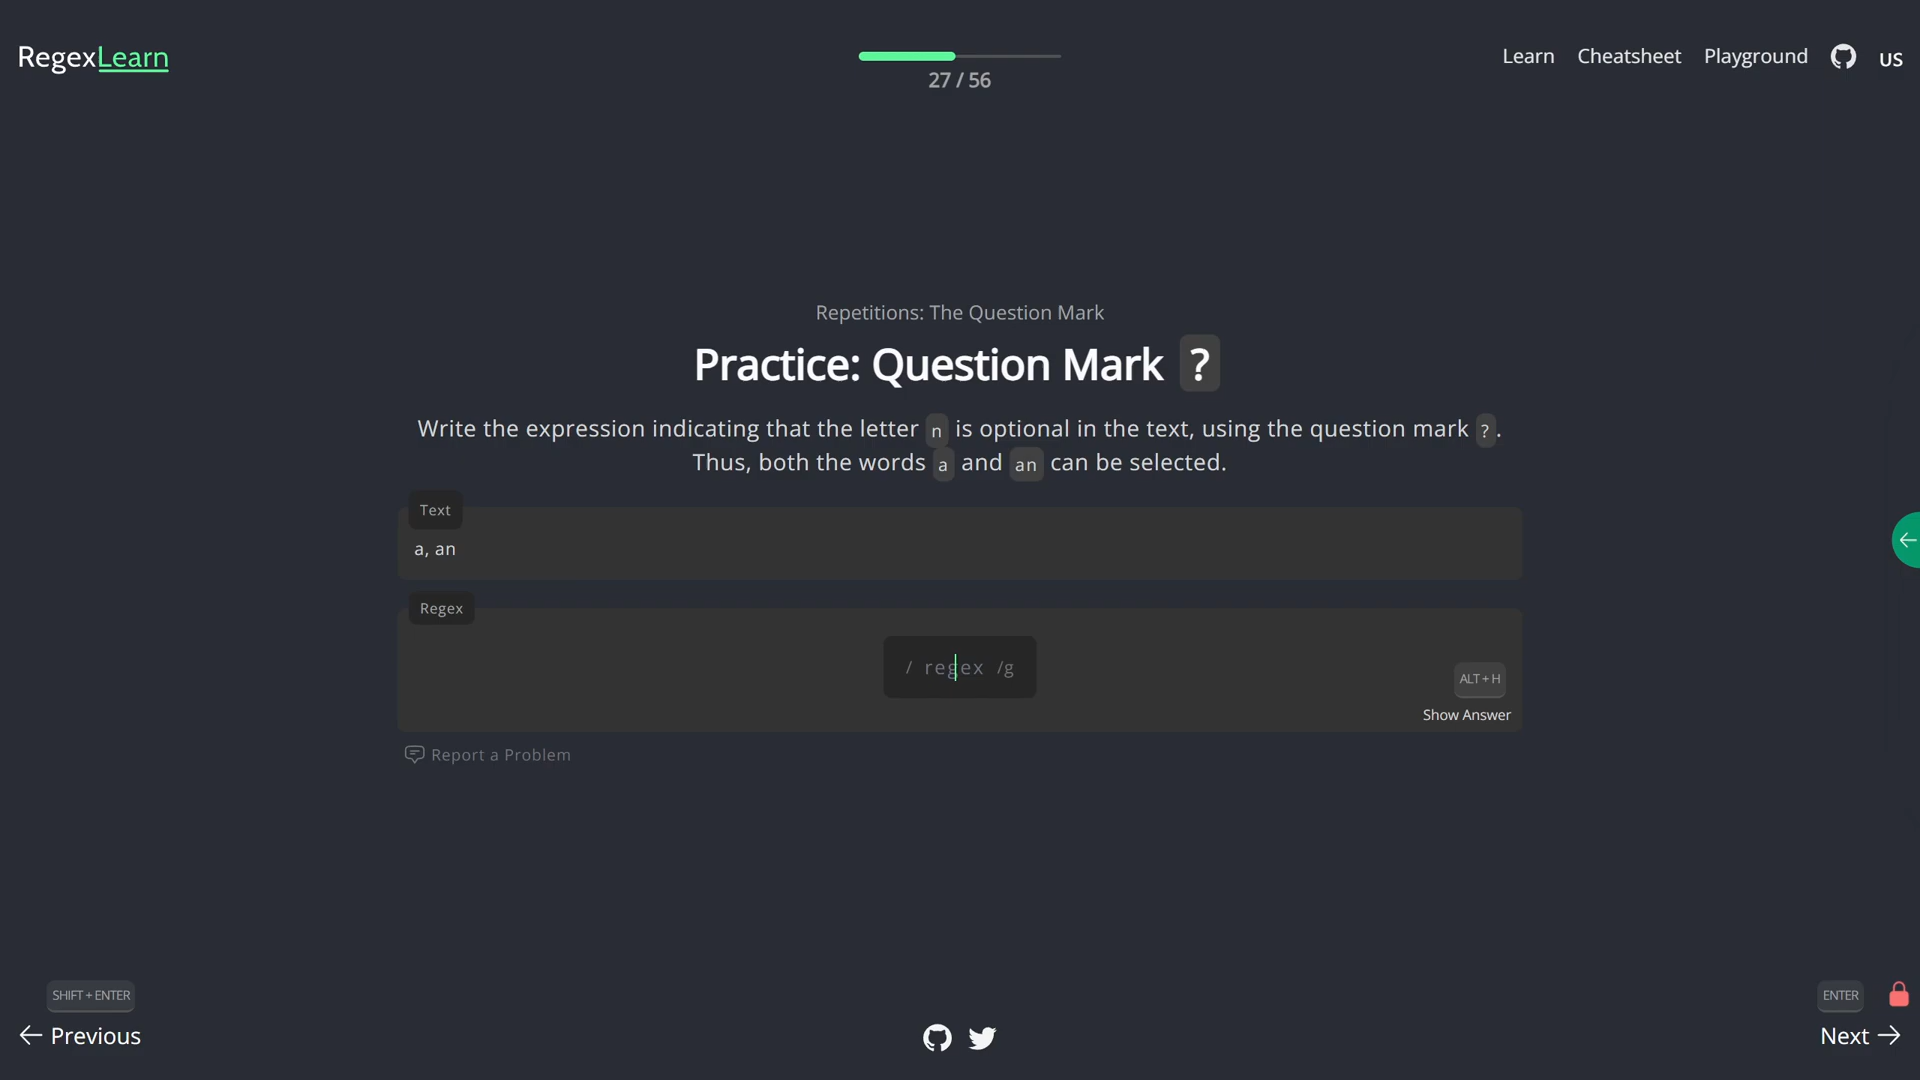 RegexLearn
27 / 56
Learn Cheatsheet Playground US
Repetitions: The Question Mark
Practice: Question Mark ?
Write the expression indicating that the letter n is optional in the text, using the question mark ?.
Thus, both the words a and an can be selected.
Text
a, an
Regex
/ regex /g
ALT + H
Show Answer
Report a Problem
SHIFT + ENTER
← Previous
ENTER
Next →